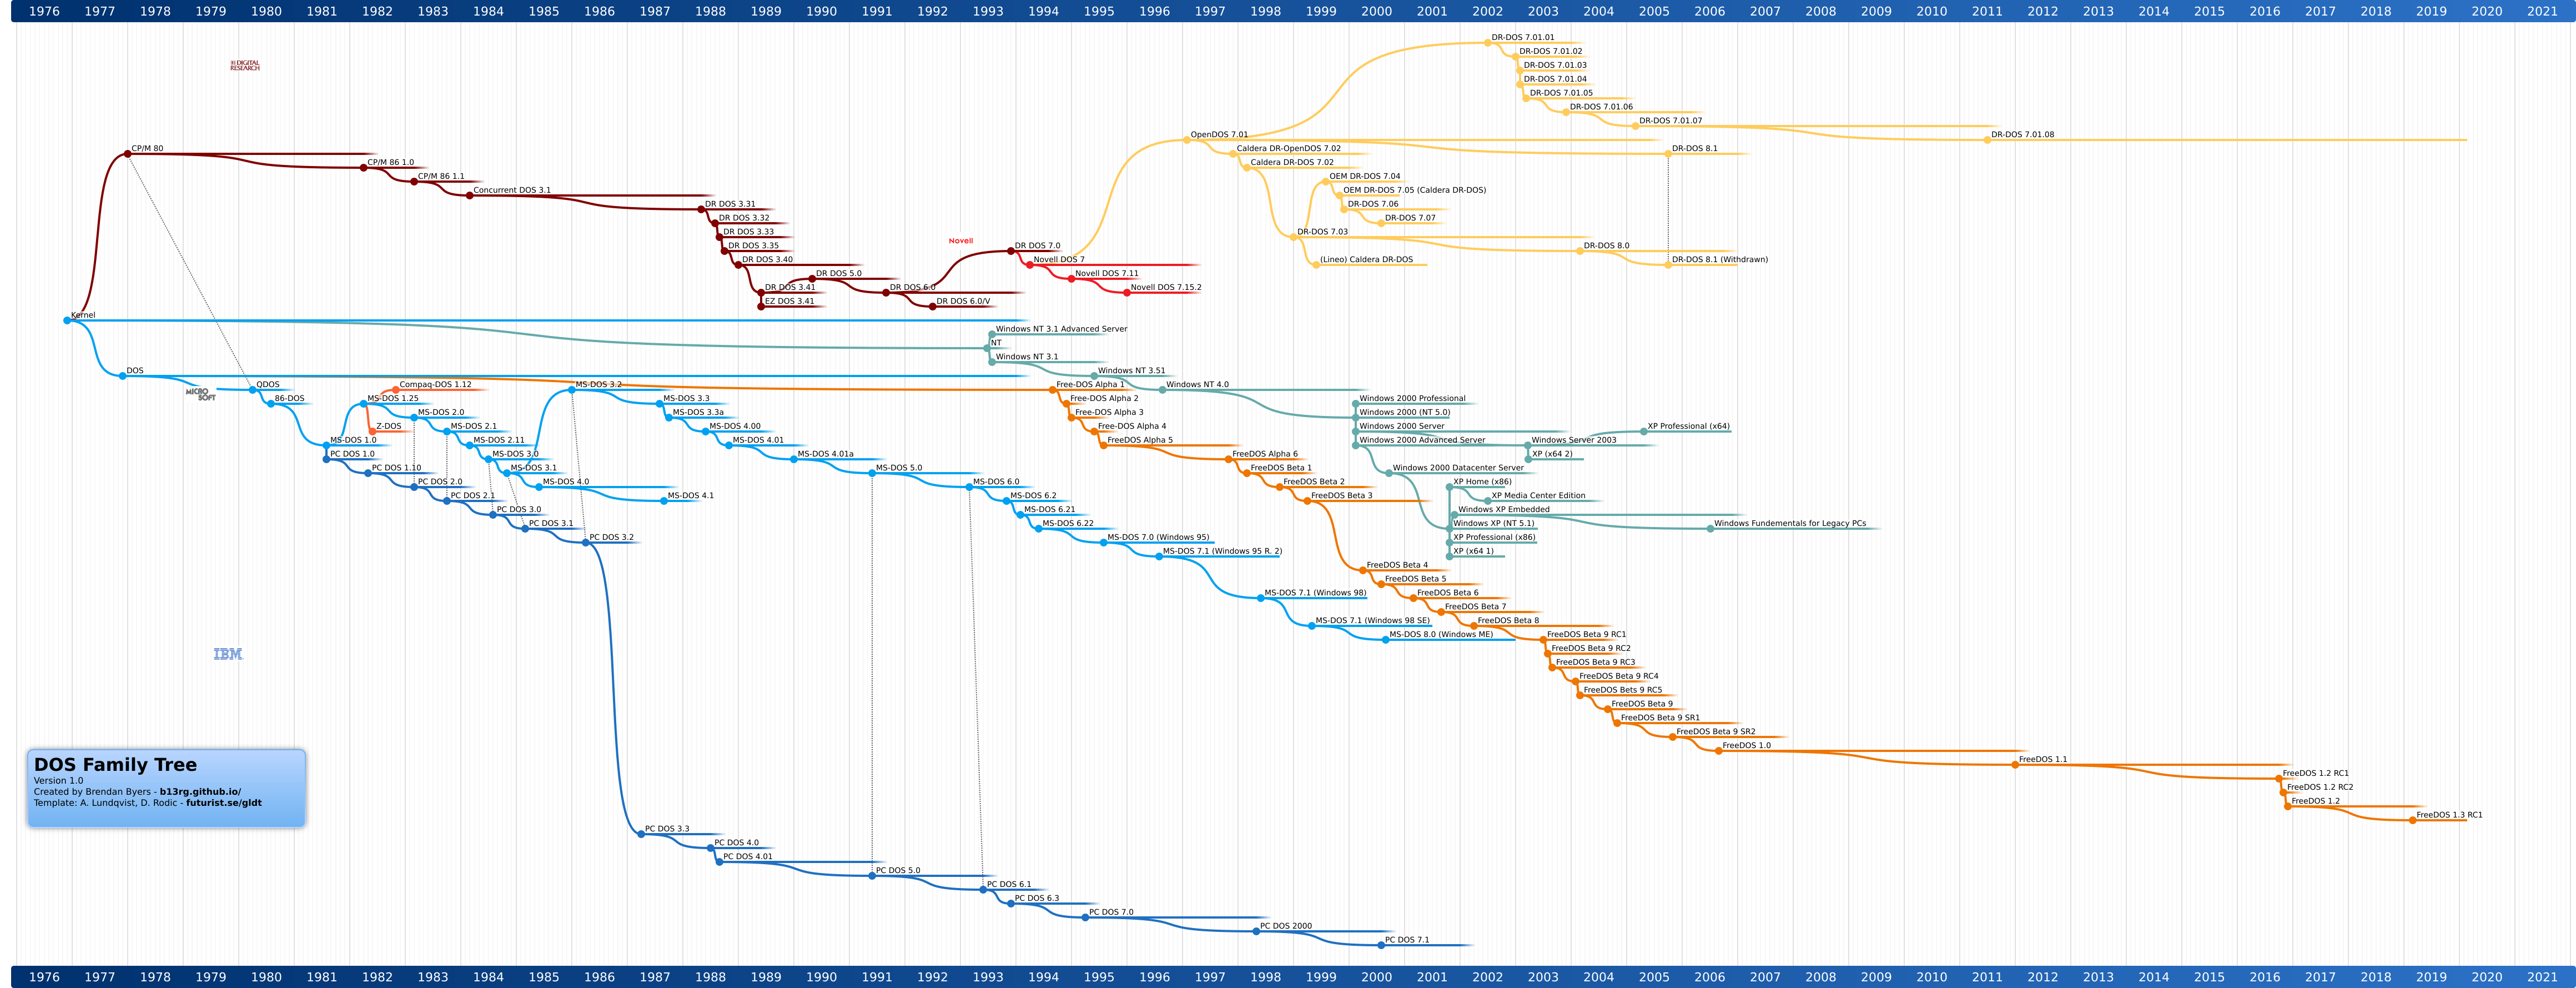 1976 1977 1978 1979 1980 1981 1982 1983 1984 1985 1986 1987 1988 1989 1990 1991 1992 1993 1994 1995 1996 1997 1998 1999 2000 2001 2002 2003 2004 2005 2006 2007 2008 2009 2010 2011 2012 2013 2014 2015 2016 2017 2018 2019 2020 2021
DR-DOS 7.01.01
DR-DOS 7.01.02
DIGITAL
RESEARCH
DR-DOS 7.01.03
DR-DOS 7.01.04
DR-DOS 7.01.05
DR-DOS 7.01.06
DR-DOS 7.01.07
OpenDOS 7.01
DR-DOS 7.01.08
CP/M 80
Caldera DR-OpenDOS 7.02
DR-DOS 8.1
CP/M 86 1.0
Caldera DR-DOS 7.02
CP/M 86 1.1
OEM DR-DOS 7.04
Concurrent DOS 3.1
OEM DR-DOS 7.05 (Caldera DR-DOS)
DR DOS 3.31
DR-DOS 7.06
DR DOS 3.32
DR-DOS 7.07
DR DOS 3.33
Novell
DR-DOS 7.03
DR DOS 3.35
DR DOS 7.0
DR-DOS 8.0
DR DOS 3.40
Novell DOS 7
(Lineo) Caldera DR-DOS
DR-DOS 8.1 (Withdrawn)
DR DOS 5.0
Novell DOS 7.11
DR DOS 3.41
DR DOS 6.0
Novell DOS 7.15.2
EZ DOS 3.41
DR DOS 6.0/V
Kernel
Windows NT 3.1 Advanced Server
NT
Windows NT 3.1
DOS
Windows NT 3.51
QDOS
Compaq-DOS 1.12
MS-DOS 3.2
Free-DOS Alpha 1
Windows NT 4.0
MICRO
SOFT
86-DOS
MS-DOS 1.25
MS-DOS 3.3
Free-DOS Alpha 2
Windows 2000 Professional
MS-DOS 2.0
MS-DOS 3.3a
Free-DOS Alpha 3
Windows 2000 (NT 5.0)
Z-DOS
MS-DOS 2.1
MS-DOS 4.00
Free-DOS Alpha 4
Windows 2000 Server
XP Professional (x64)
MS-DOS 1.0
MS-DOS 2.11
MS-DOS 4.01
FreeDOS Alpha 5
Windows 2000 Advanced Server
Windows Server 2003
PC DOS 1.0
MS-DOS 3.0
MS-DOS 4.01a
FreeDOS Alpha 6
XP (x64 2)
PC DOS 1.10
MS-DOS 3.1
MS-DOS 5.0
FreeDOS Beta 1
Windows 2000 Datacenter Server
PC DOS 2.0
MS-DOS 4.0
MS-DOS 6.0
FreeDOS Beta 2
XP Home (x86)
PC DOS 2.1
MS-DOS 4.1
MS-DOS 6.2
FreeDOS Beta 3
XP Media Center Edition
PC DOS 3.0
MS-DOS 6.21
Windows XP Embedded
PC DOS 3.1
MS-DOS 6.22
Windows XP (NT 5.1)
Windows Fundementals for Legacy PCs
PC DOS 3.2
MS-DOS 7.0 (Windows 95)
XP Professional (x86)
MS-DOS 7.1 (Windows 95 R. 2)
XP (x64 1)
FreeDOS Beta 4
FreeDOS Beta 5
MS-DOS 7.1 (Windows 98)
FreeDOS Beta 6
FreeDOS Beta 7
MS-DOS 7.1 (Windows 98 SE)
FreeDOS Beta 8
MS-DOS 8.0 (Windows ME)
FreeDOS Beta 9 RC1
IBM
FreeDOS Beta 9 RC2
FreeDOS Beta 9 RC3
FreeDOS Beta 9 RC4
FreeDOS Bets 9 RC5
FreeDOS Beta 9
FreeDOS Beta 9 SR1
FreeDOS Beta 9 SR2
FreeDOS 1.0
DOS Family Tree
Version 1.0
Created by Brendan Byers - b13rg.github.io/
Template: A. Lundqvist, D. Rodic - futurist.se/gldt
FreeDOS 1.1
FreeDOS 1.2 RC1
FreeDOS 1.2 RC2
FreeDOS 1.2
FreeDOS 1.3 RC1
PC DOS 3.3
PC DOS 4.0
PC DOS 4.01
PC DOS 5.0
PC DOS 6.1
PC DOS 6.3
PC DOS 7.0
PC DOS 2000
PC DOS 7.1
1976 1977 1978 1979 1980 1981 1982 1983 1984 1985 1986 1987 1988 1989 1990 1991 1992 1993 1994 1995 1996 1997 1998 1999 2000 2001 2002 2003 2004 2005 2006 2007 2008 2009 2010 2011 2012 2013 2014 2015 2016 2017 2018 2019 2020 2021